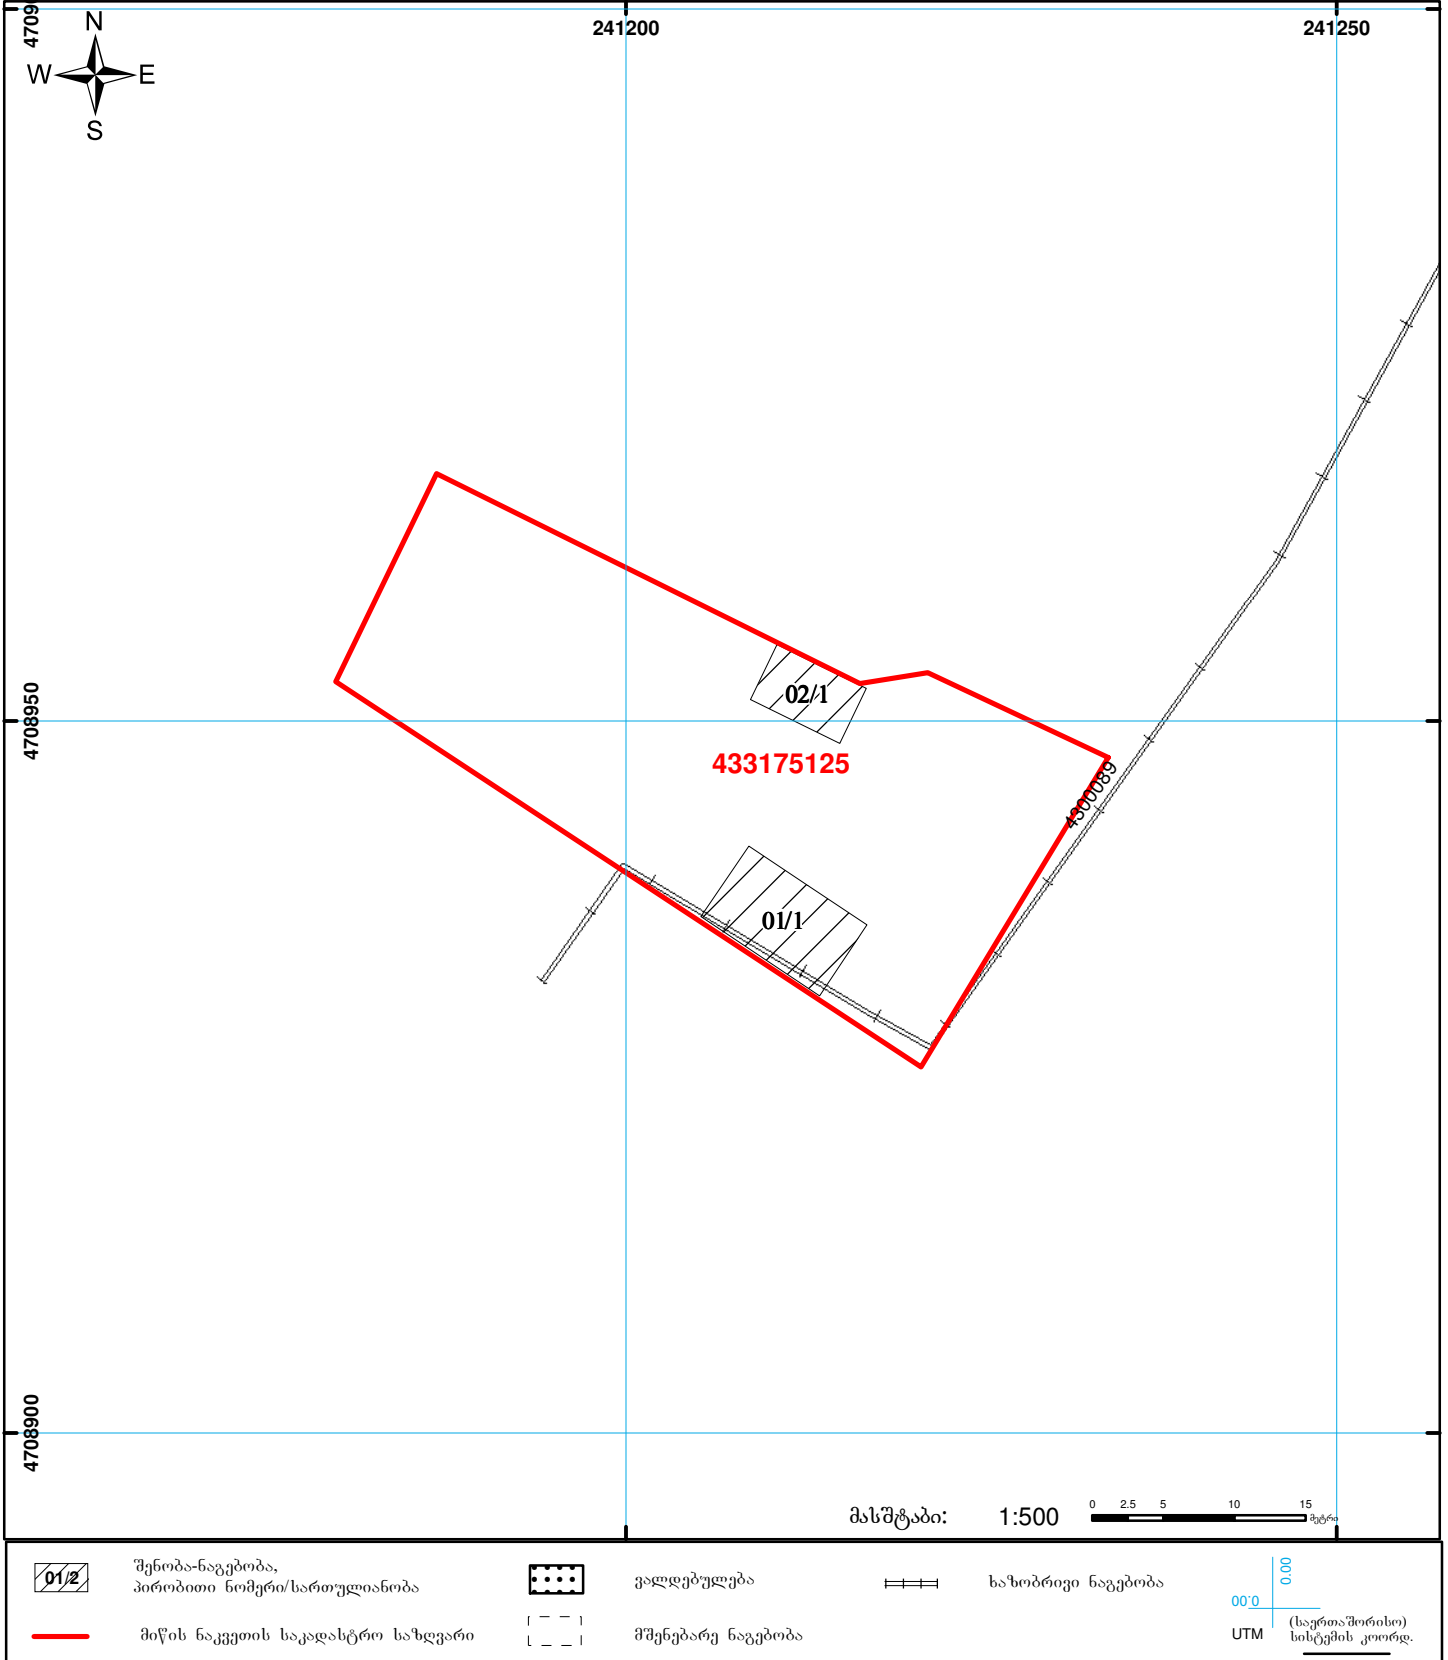 N
W E
S
241200
241250
4708950
4708900
02/1
433175125
4300089
01/1
მასშტაბი: 1:500
0 2.5 5 10 15
მეტრი
01/2
შენობა-ნაგებობა,
პირობითი ნომერი/სართულიანობა
ვალდებულება
ხაზობრივი ნაგებობა
მიწის ნაკვეთის საკადასტრო საზღვარი
მშენებარე ნაგებობა
00.0
00.0
UTM
(საერთაშორისო)
სისტემის კოორდ.